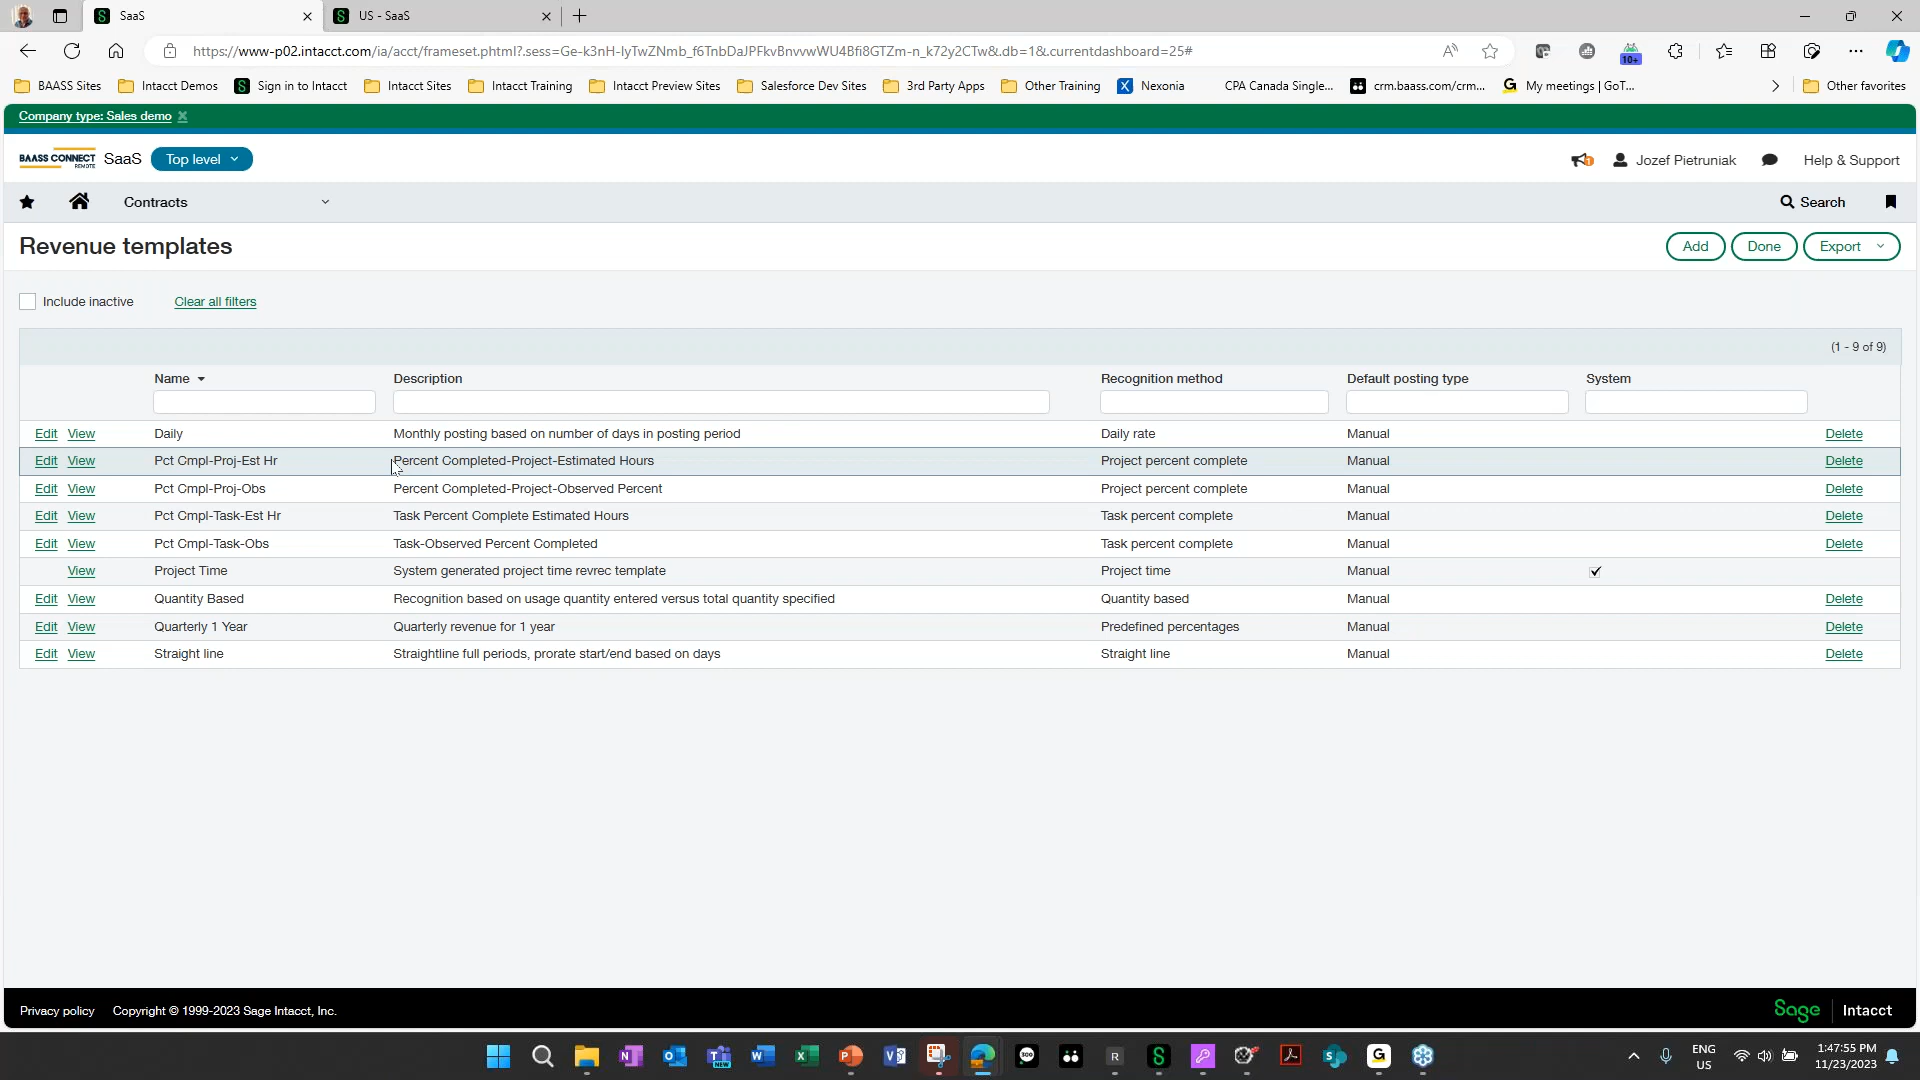 SaaS
US - SaaS
https://www-p02.intacct.com/ia/acct/frameset.phtml?.sess=Ge-k3nH-lyTwZNmb_f6TnbDaJPFkvBnvvwWU4Bfi8GTZm-n_k72y2CTw&.db=1&.currentdashboard=25#
10+
BAASS Sites
Intacct Demos
Sign in to Intacct
Intacct Sites
Intacct Training
Intacct Preview Sites
Salesforce Dev Sites
3rd Party Apps
Other Training
Nexonia
CPA Canada Single...
crm.baass.com/crm...
My meetings | GoT...
Other favorites
Company type: Sales demo
BAASS CONNECT REMOTE SaaS Top level
1
Jozef Pietruniak
Help & Support
Contracts
Search
Revenue templates
Add
Done
Export
Include inactive
Clear all filters
(1 - 9 of 9)
Name Description Recognition method Default posting type System
Edit View Daily Monthly posting based on number of days in posting period Daily rate Manual Delete
Edit View Pct Cmpl-Proj-Est Hr Percent Completed-Project-Estimated Hours Project percent complete Manual Delete
Edit View Pct Cmpl-Proj-Obs Percent Completed-Project-Observed Percent Project percent complete Manual Delete
Edit View Pct Cmpl-Task-Est Hr Task Percent Complete Estimated Hours Task percent complete Manual Delete
Edit View Pct Cmpl-Task-Obs Task-Observed Percent Completed Task percent complete Manual Delete
View Project Time System generated project time revrec template Project time Manual
Edit View Quantity Based Recognition based on usage quantity entered versus total quantity specified Quantity based Manual Delete
Edit View Quarterly 1 Year Quarterly revenue for 1 year Predefined percentages Manual Delete
Edit View Straight line Straightline full periods, prorate start/end based on days Straight line Manual Delete
Privacy policy Copyright © 1999-2023 Sage Intacct, Inc.
Sage Intacct
ENG
US
1:47:55 PM
11/23/2023